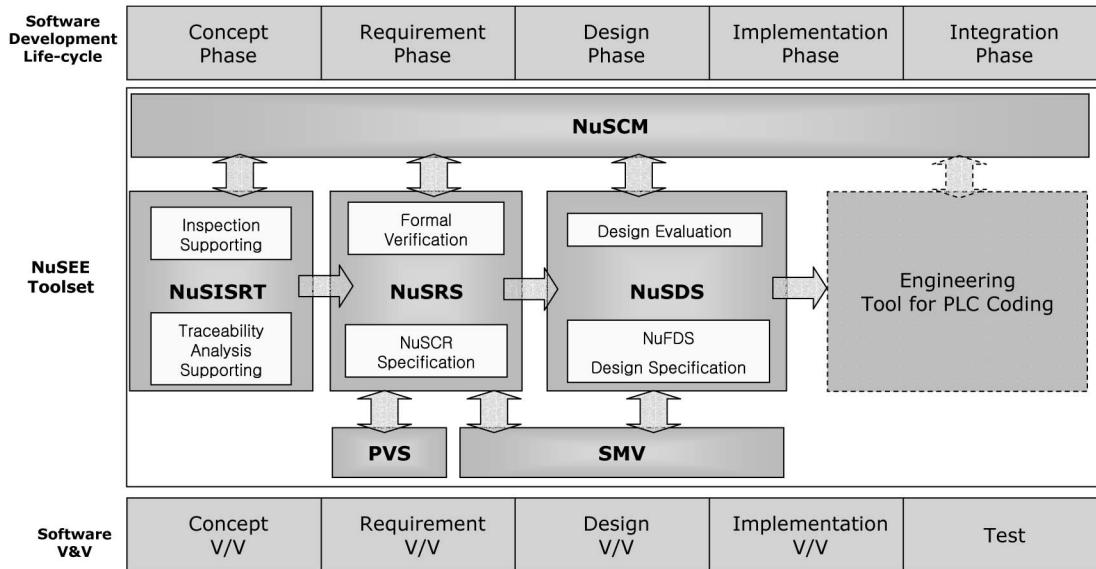 Software
Development
Life-cycle
Concept
Phase
Requirement
Phase
Design
Phase
Implementation
Phase
Integration
Phase
NuSEE
Toolset
NuSCM
Inspection
Supporting
NuSISRT
Traceability
Analysis
Supporting
Formal
Verification
NuSRS
NuSCR
Specification
Design Evaluation
NuSDS
NuFDS
Design Specification
Engineering
Tool for PLC Coding
PVS
SMV
Software
V&V
Concept
V/V
Requirement
V/V
Design
V/V
Implementation
V/V
Test